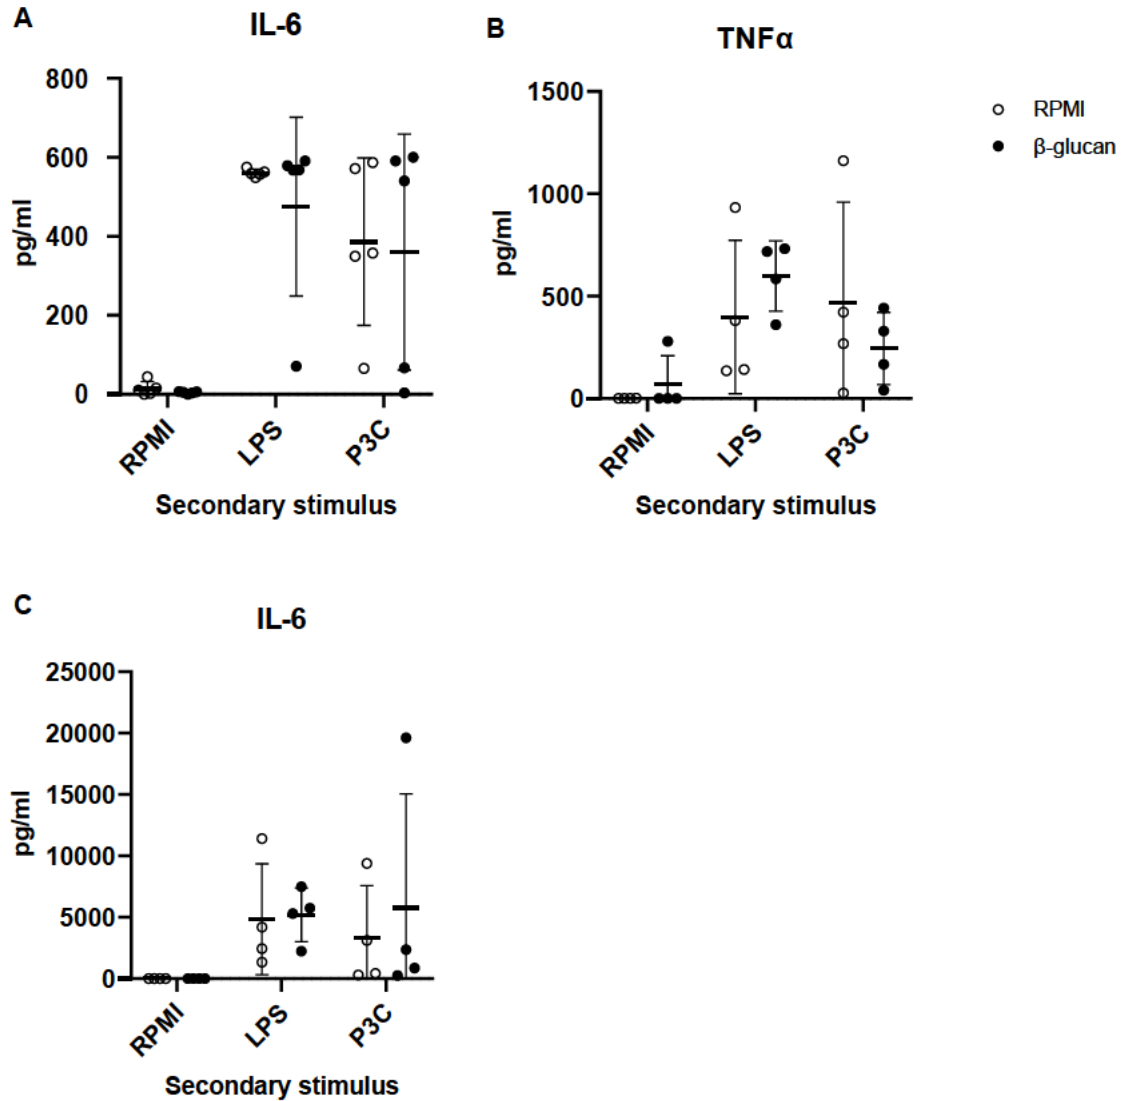 A
IL-6
800
600
400
200
0
pg/ml
RPMI
LPS
P3C
Secondary stimulus
B
TNFα
1500
1000
500
0
pg/ml
RPMI
LPS
P3C
Secondary stimulus
RPMI
β-glucan
C
IL-6
25000
20000
15000
10000
5000
0
pg/ml
RPMI
LPS
P3C
Secondary stimulus